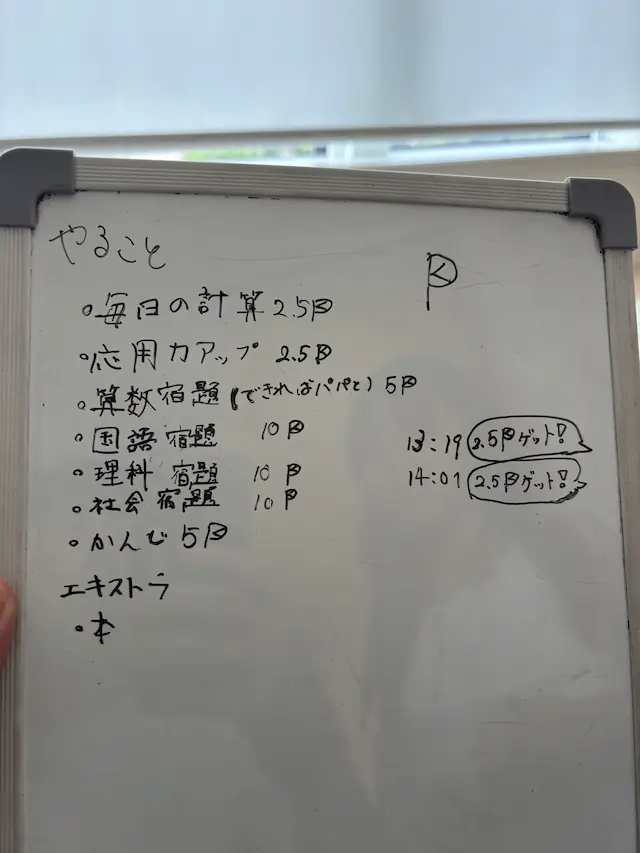 やること
・毎日の計算 2.5P
・応用力アップ 2.5P
・算数宿題(できればパパと) 5P
・国語宿題 10P
・理科宿題 10P
・社会宿題 10P
・かんじ 5P
エキストラ
・本
P
13:19 2.5Pゲット!
14:01 2.5Pゲット!